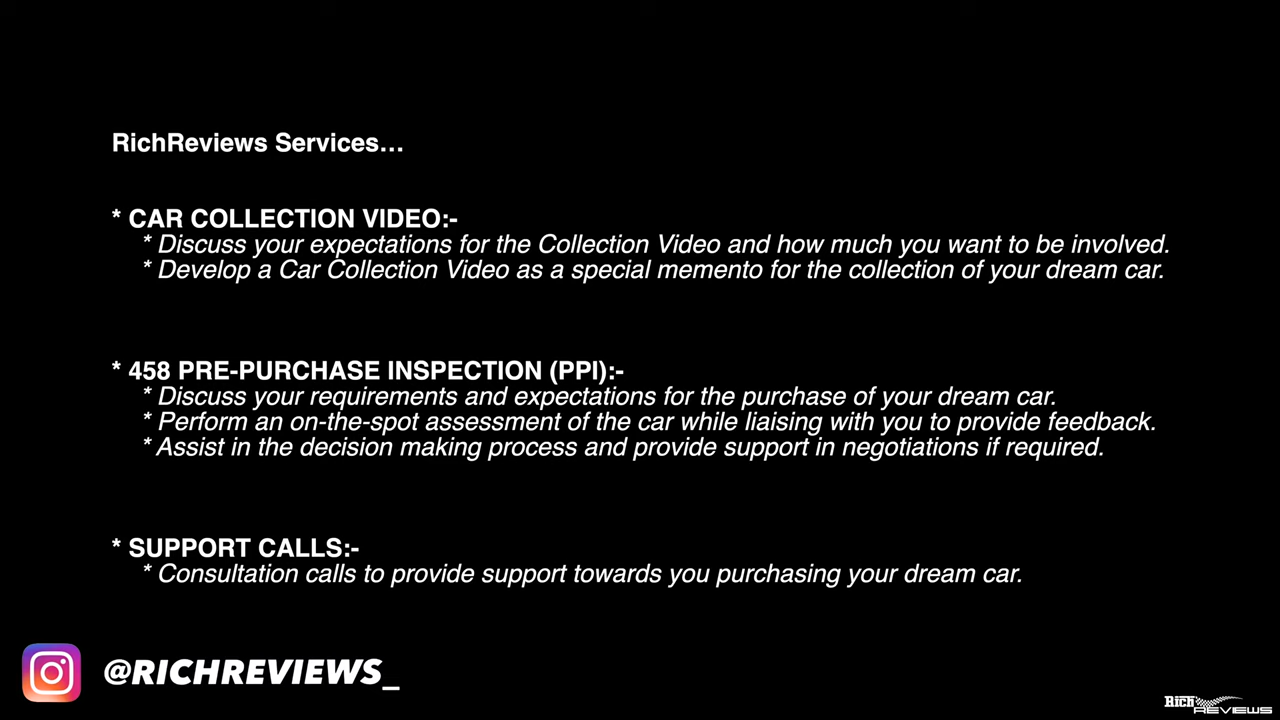 RichReviews Services…
* CAR COLLECTION VIDEO:-
* Discuss your expectations for the Collection Video and how much you want to be involved.
* Develop a Car Collection Video as a special memento for the collection of your dream car.
* 458 PRE-PURCHASE INSPECTION (PPI):-
* Discuss your requirements and expectations for the purchase of your dream car.
* Perform an on-the-spot assessment of the car while liaising with you to provide feedback.
* Assist in the decision making process and provide support in negotiations if required.
* SUPPORT CALLS:-
* Consultation calls to provide support towards you purchasing your dream car.
@RICHREVIEWS_
Rich
REVIEWS